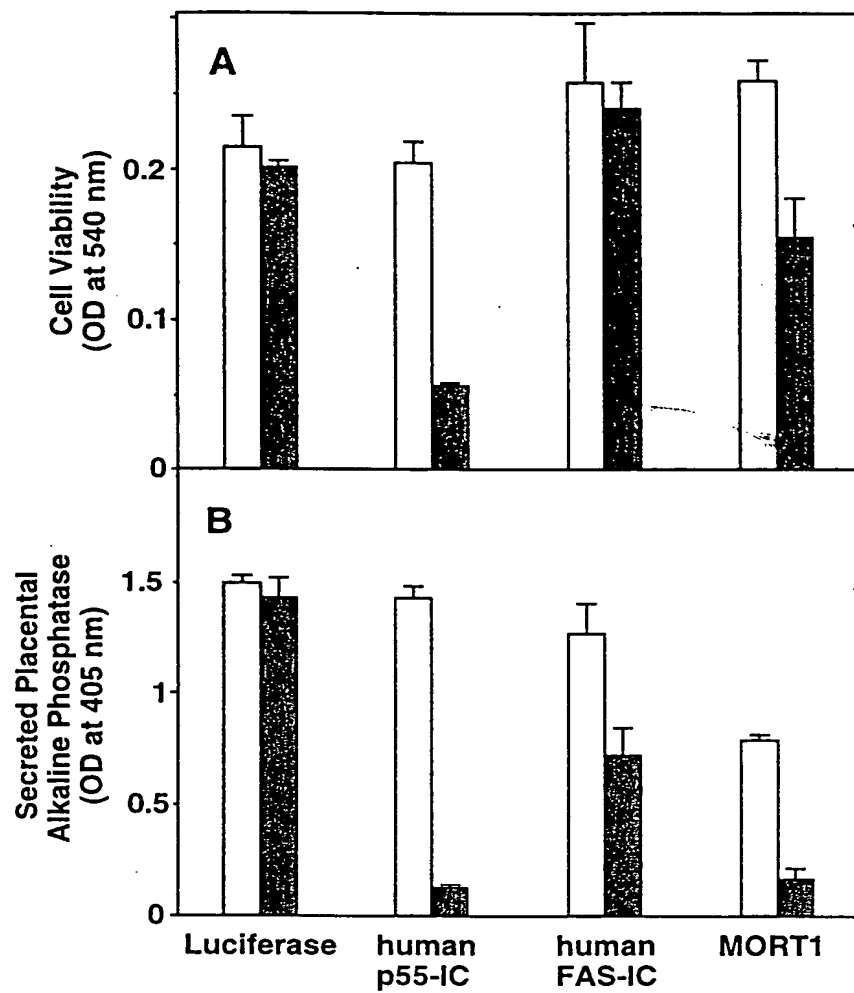 A
Cell Viability
(OD at 540 nm)
0.2
0.1
0
B
Secreted Placental
Alkaline Phosphatase
(OD at 405 nm)
1.5
1
0.5
0
Luciferase
human
p55-IC
human
FAS-IC
MORT1